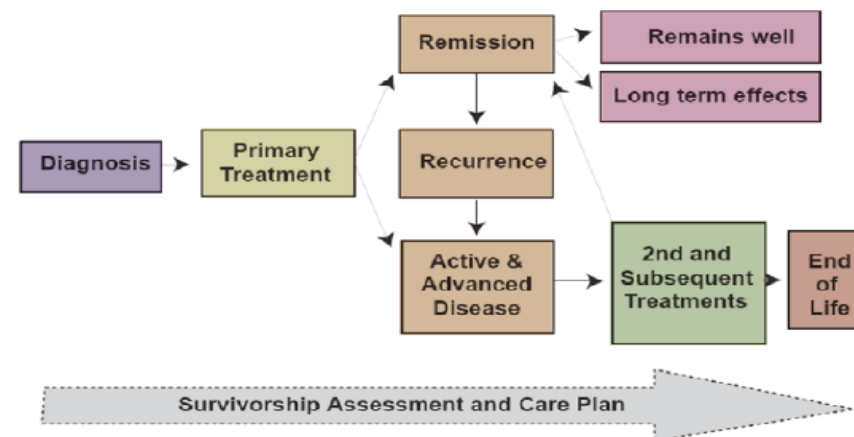 Remission
Remains well
Long term effects
Diagnosis
Primary
Treatment
Recurrence
Active &
Advanced
Disease
2nd and
Subsequent
Treatments
End
of
Life
Survivorship Assessment and Care Plan